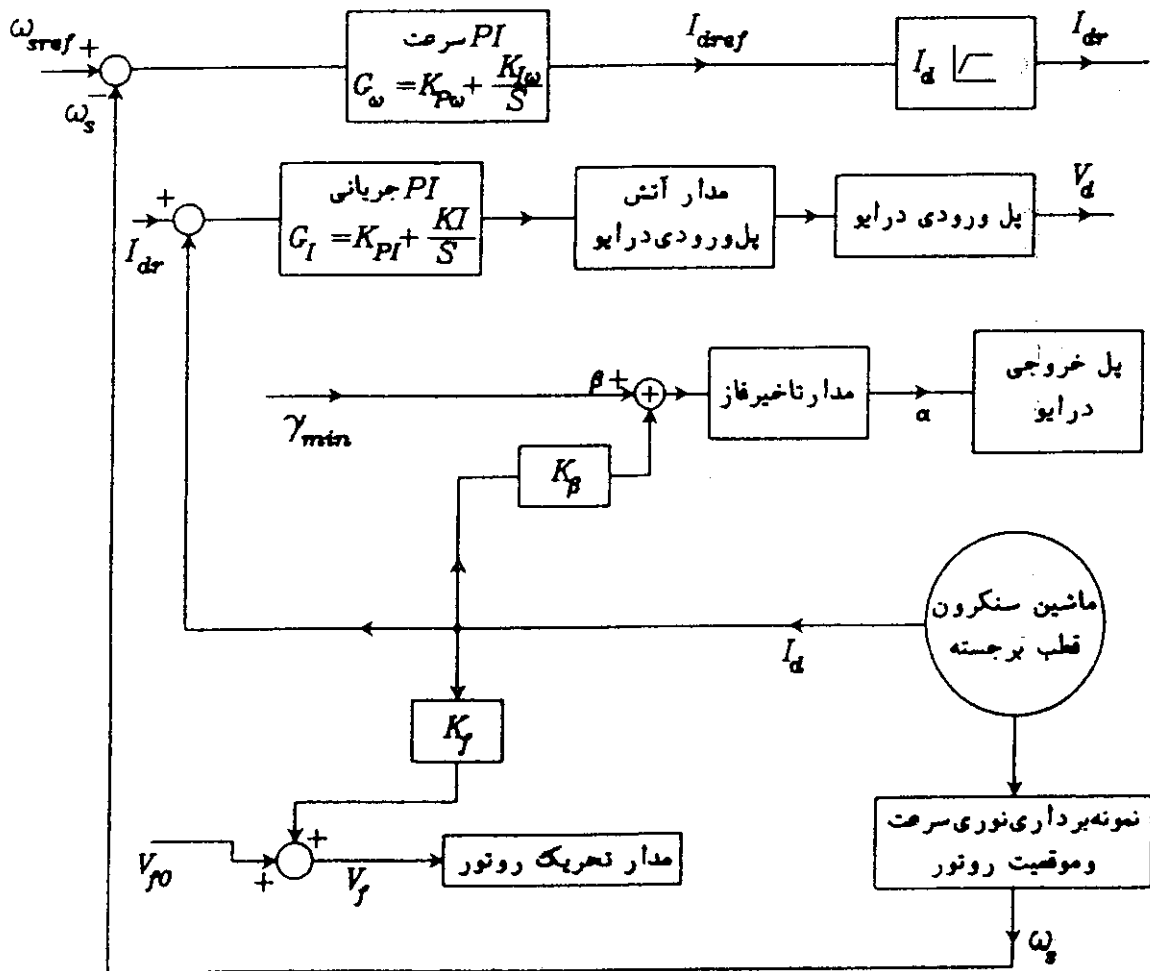 ω_sref +
PI سرعت
G_ω = K_Pω + K_Iω / S
I_dref
I_d
I_dr
-
ω_s
+
I_dr
PI جریانی
G_I = K_PI + KI / S
مدار آتش
پل ورودی درایو
پل ورودی درایو
V_d
γ_min
β +
+
مدار تاخیرفاز
α
پل خروجی
درایو
K_β
ماشین سنکرون
قطب برجسته
I_d
K_f
V_f0
+
+
V_f
مدار تحریک روتور
نمونه‌برداری نوری سرعت
وموقعیت روتور
ω_s